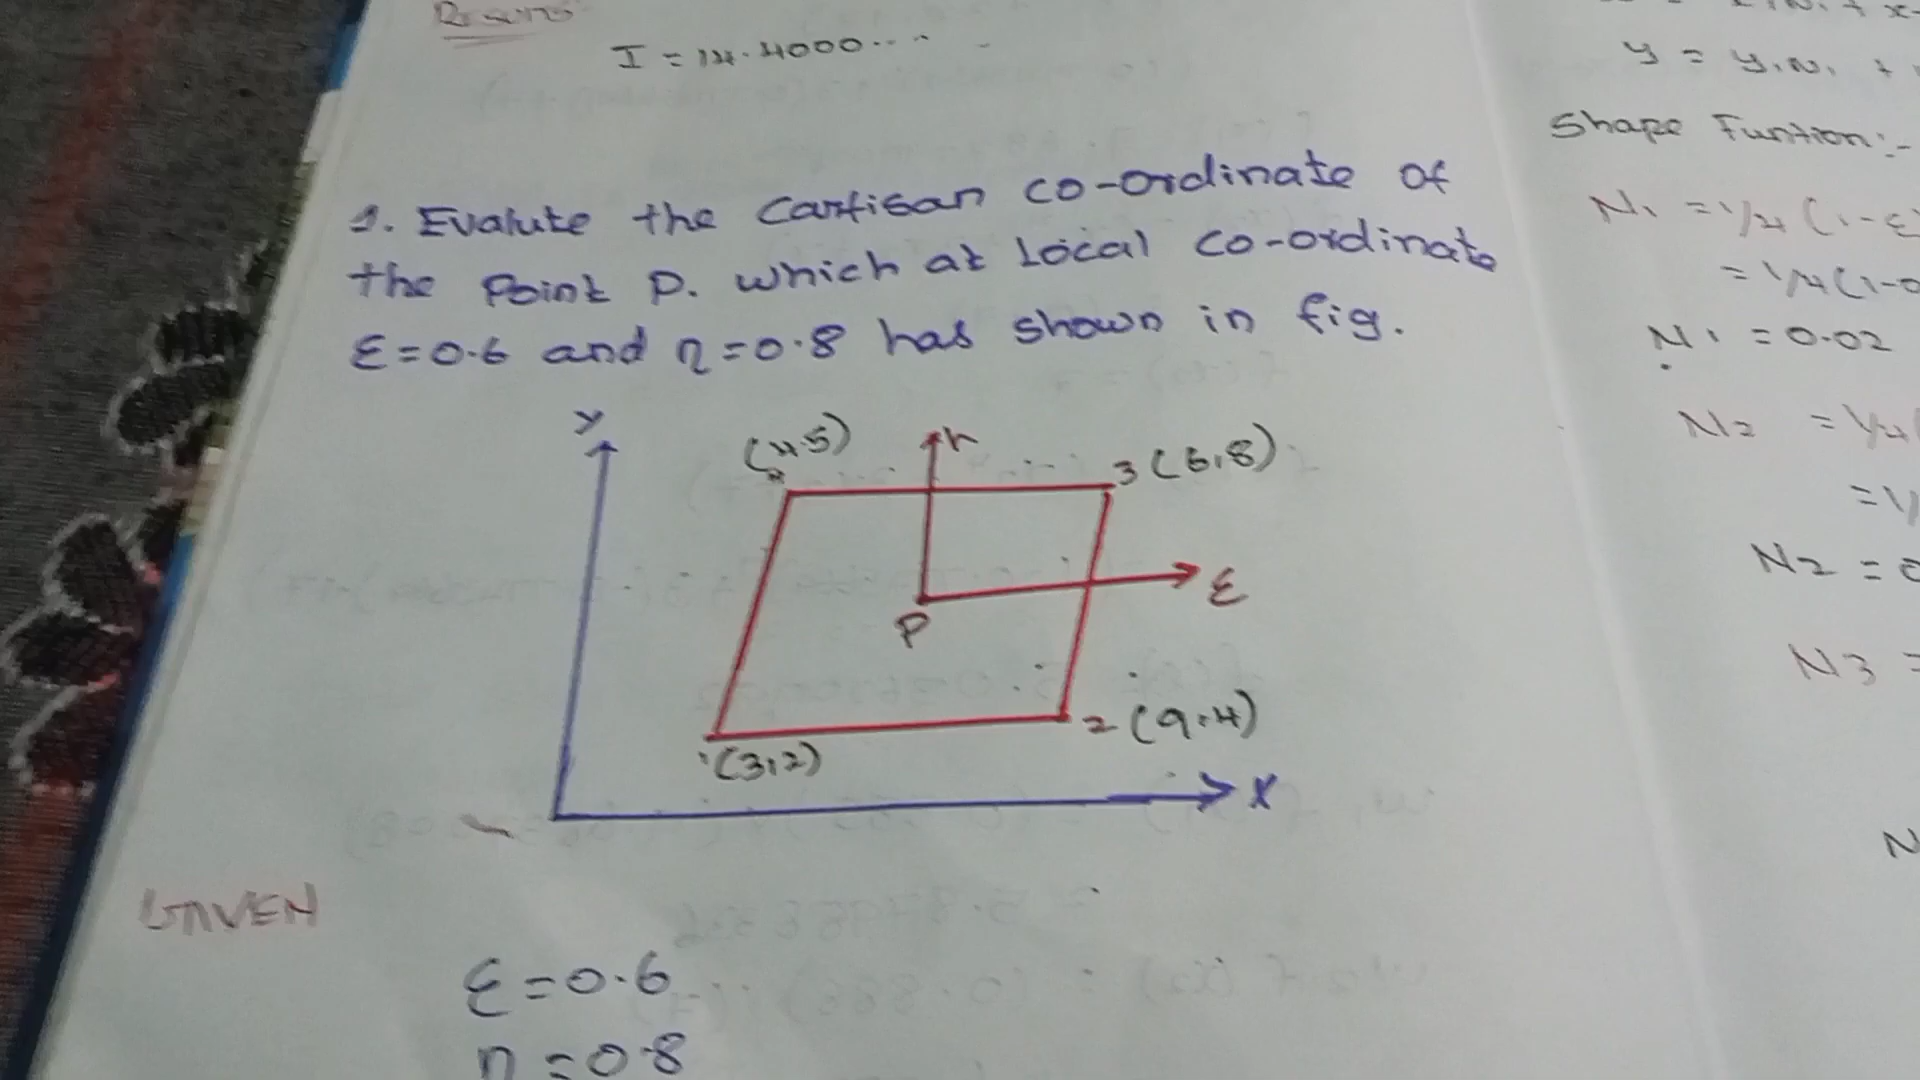 I = 14.4000...
1. Evalute the Cartisan co-ordinate of
the Point P. which at Local co-ordinate
ε=0.6 and η=0.8 has shown in fig.
y
(4,5)
3 (6,8)
ε
P
2 (9,4)
1(3,2)
X
GIVEN
ε=0.6
η=0.8
y = y1N1 +
Shape Funtion:-
N1 = 1/4 (1-ε)
= 1/4 (1-0
N1 = 0.02
N2 = 1/4
= 1/
N2 = 0
N3 =
N